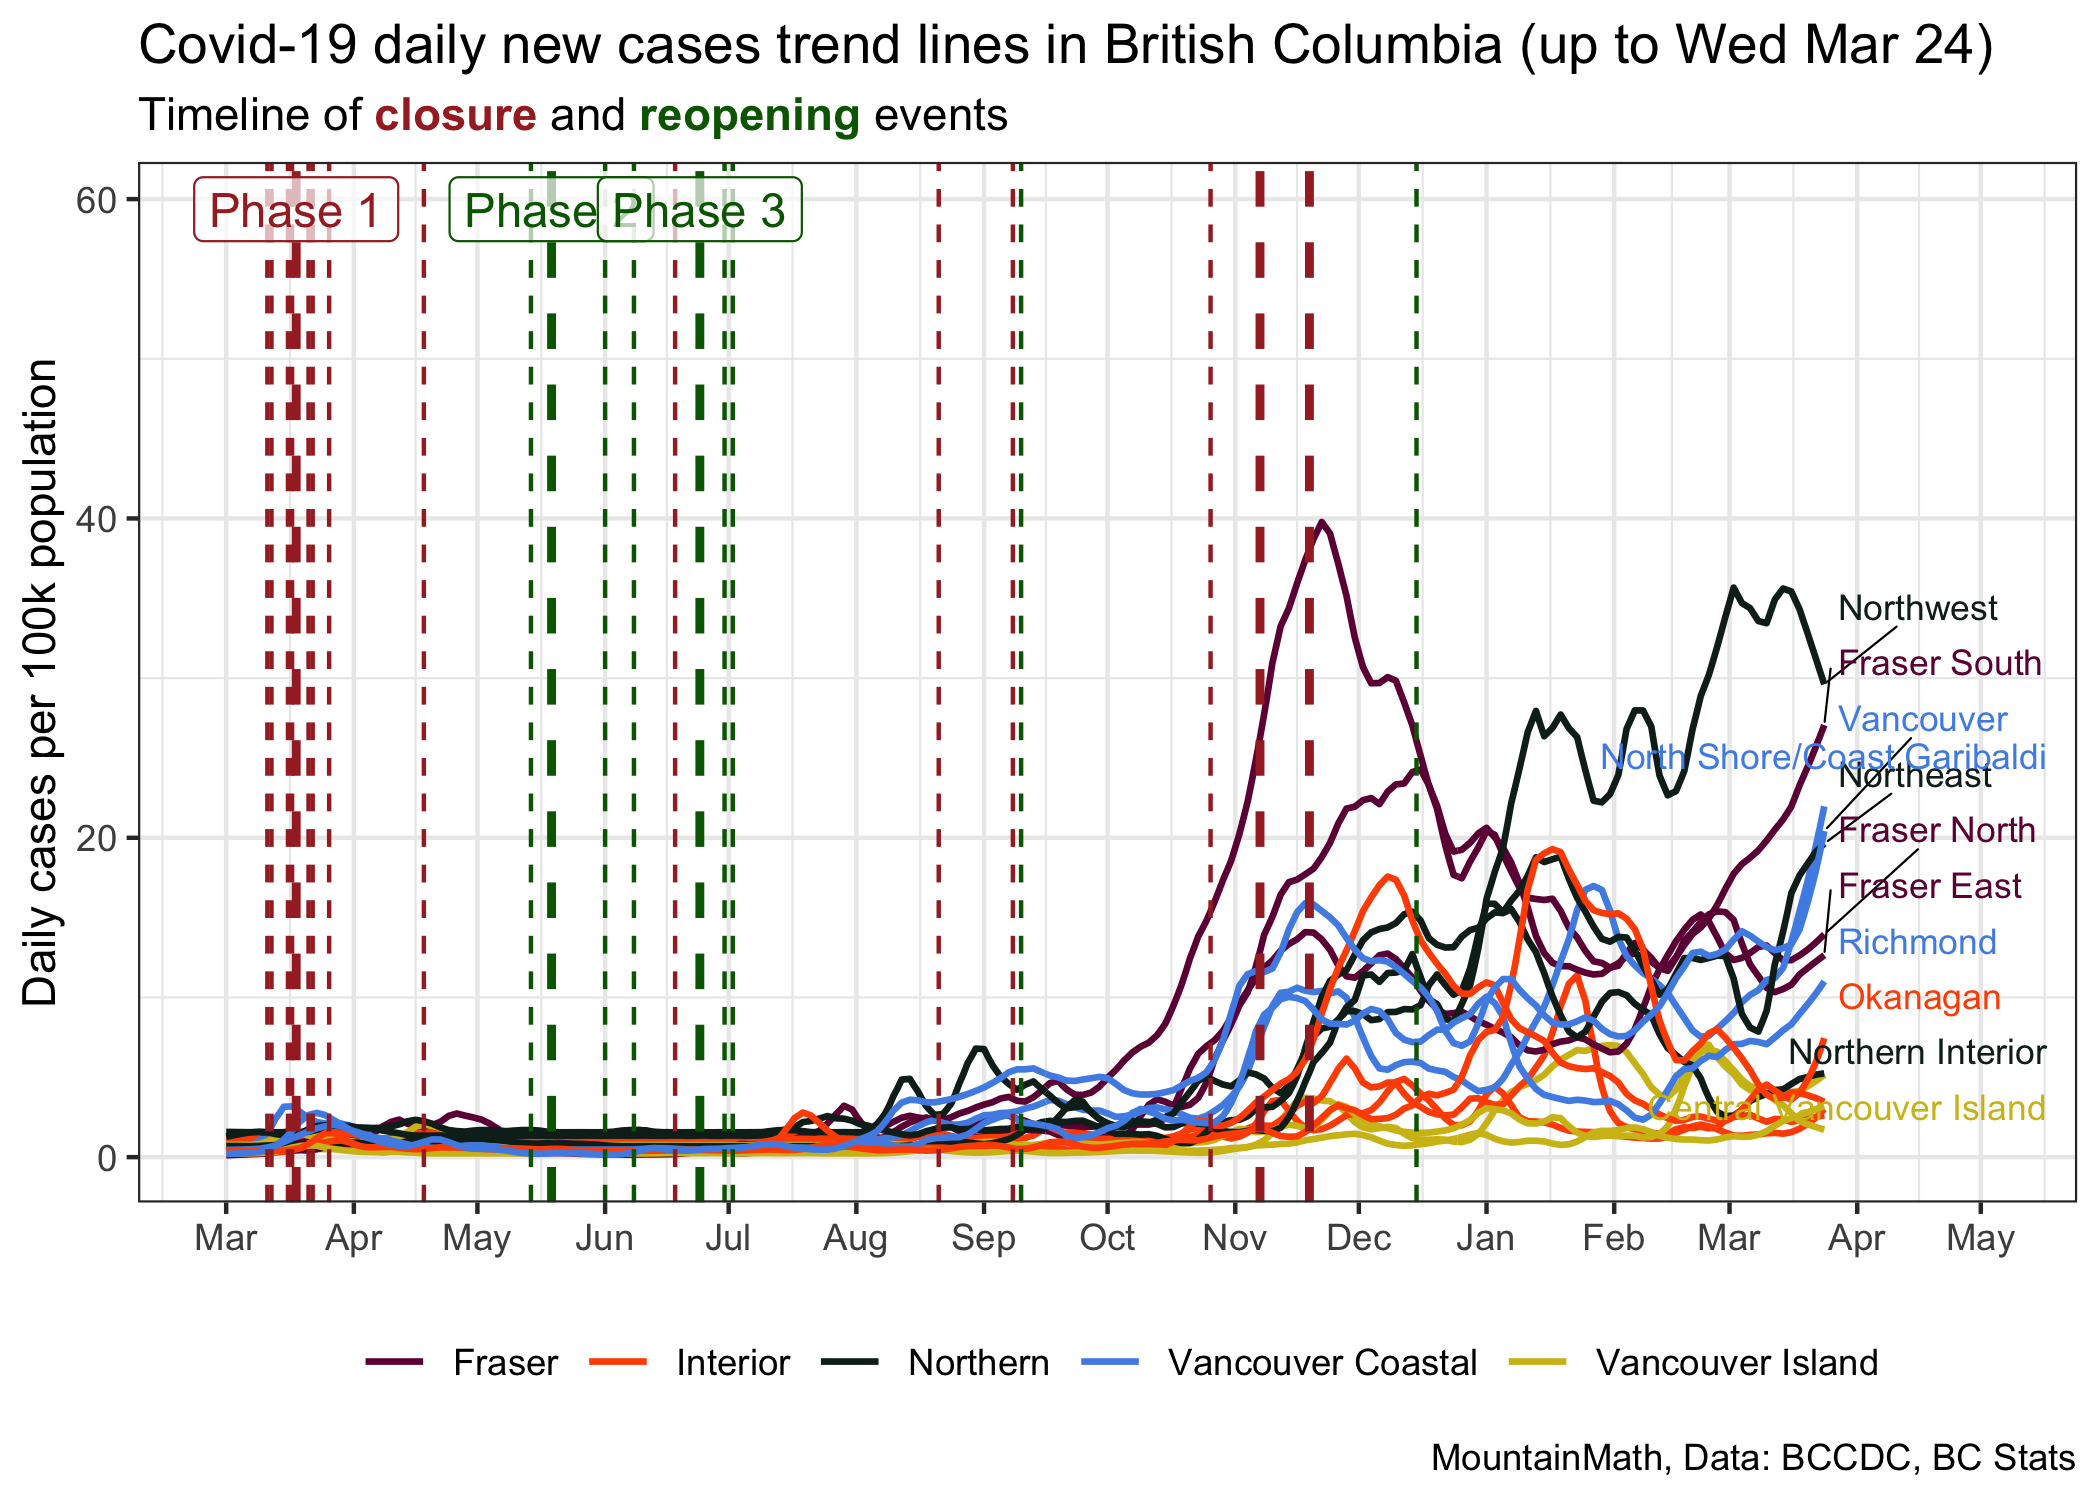 Covid-19 daily new cases trend lines in British Columbia (up to Wed Mar 24)
Timeline of closure and reopening events
Phase 1
Phase 2
Phase 3
Daily cases per 100k population
60
40
20
0
Northwest
Fraser South
Vancouver
North Shore/Coast Garibaldi
Northeast
Fraser North
Fraser East
Richmond
Okanagan
Northern Interior
Central Vancouver Island
Mar Apr May Jun Jul Aug Sep Oct Nov Dec Jan Feb Mar Apr May
Fraser Interior Northern Vancouver Coastal Vancouver Island
MountainMath, Data: BCCDC, BC Stats